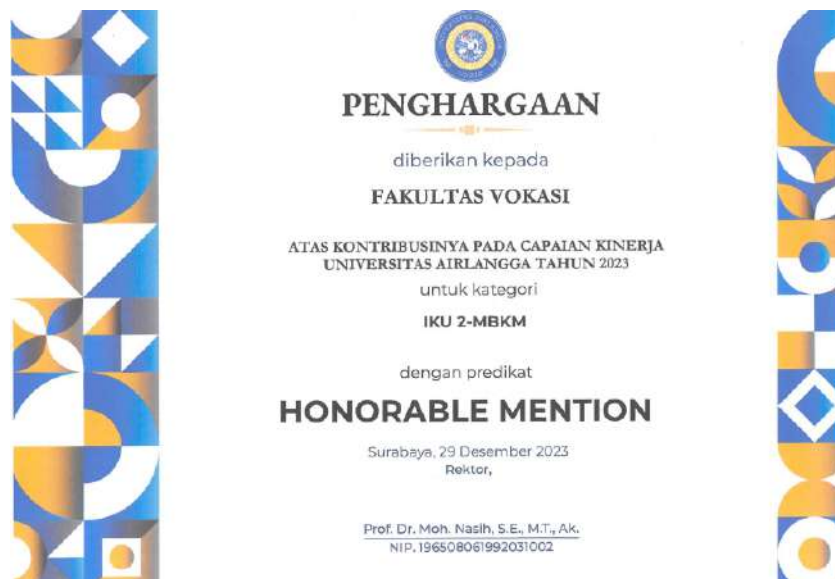 PENGHARGAAN
diberikan kepada
FAKULTAS VOKASI
ATAS KONTRIBUSINYA PADA CAPAIAN KINERJA
UNIVERSITAS AIRLANGGA TAHUN 2023
untuk kategori
IKU 2-MBKM
dengan predikat
HONORABLE MENTION
Surabaya, 29 Desember 2023
Rektor,
Prof. Dr. Moh. Nasih, S.E., M.T., Ak.
NIP. 196508061992031002